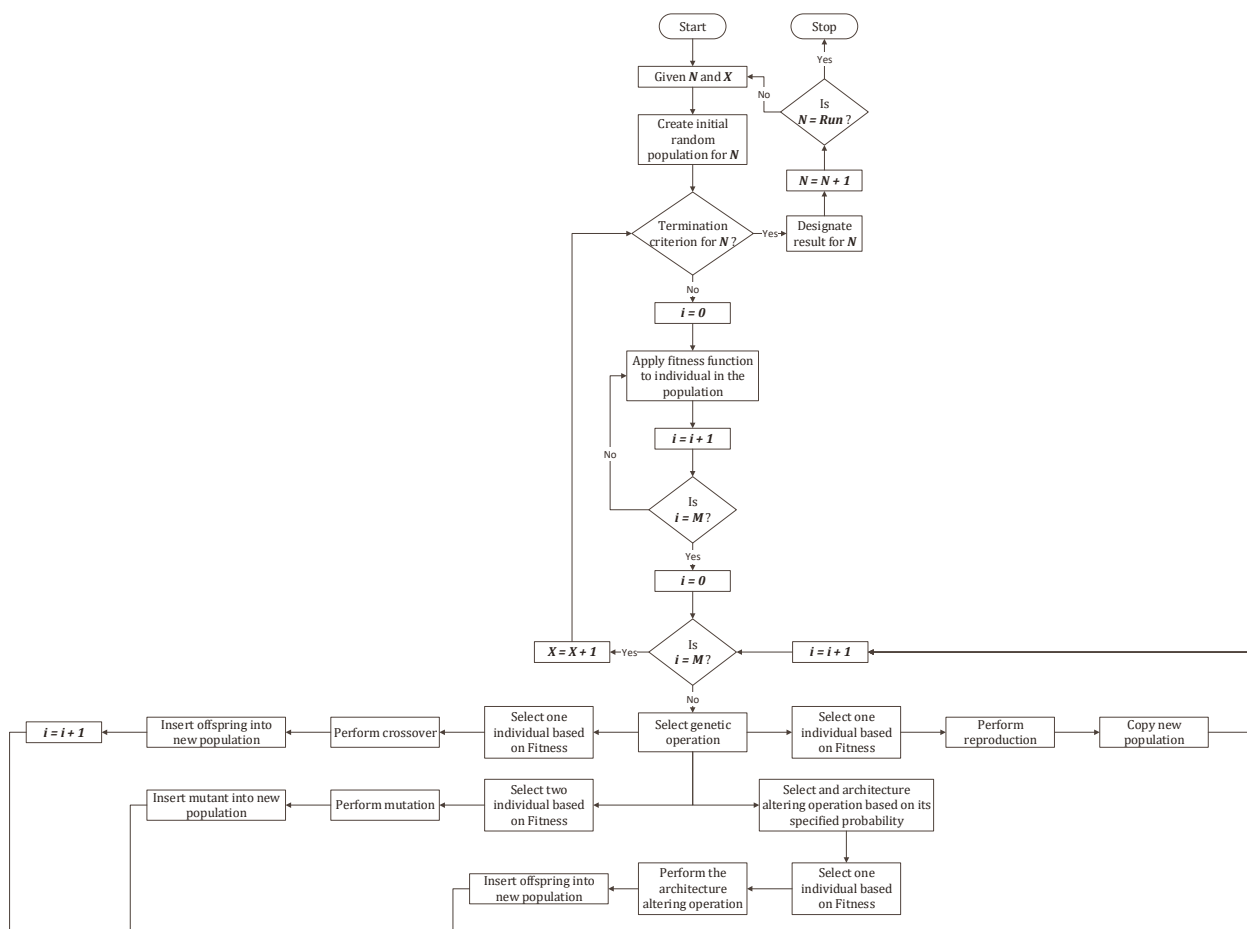 Start
Stop
Yes
Given N and X
No
Is
N = Run ?
Create initial
random
population for N
N = N + 1
Termination
criterion for N ?
Yes
Designate
result for N
No
i = 0
Apply fitness function
to individual in the
population
i = i + 1
No
Is
i = M ?
Yes
i = 0
X = X + 1
Yes
Is
i = M ?
i = i + 1
No
i = i + 1
Insert offspring into
new population
Perform crossover
Select one
individual based
on Fitness
Select genetic
operation
Select one
individual based
on Fitness
Perform
reproduction
Copy new
population
Insert mutant into new
population
Perform mutation
Select two
individual based
on Fitness
Select and architecture
altering operation based on its
specified probability
Insert offspring into
new population
Perform the
architecture
altering operation
Select one
individual based
on Fitness